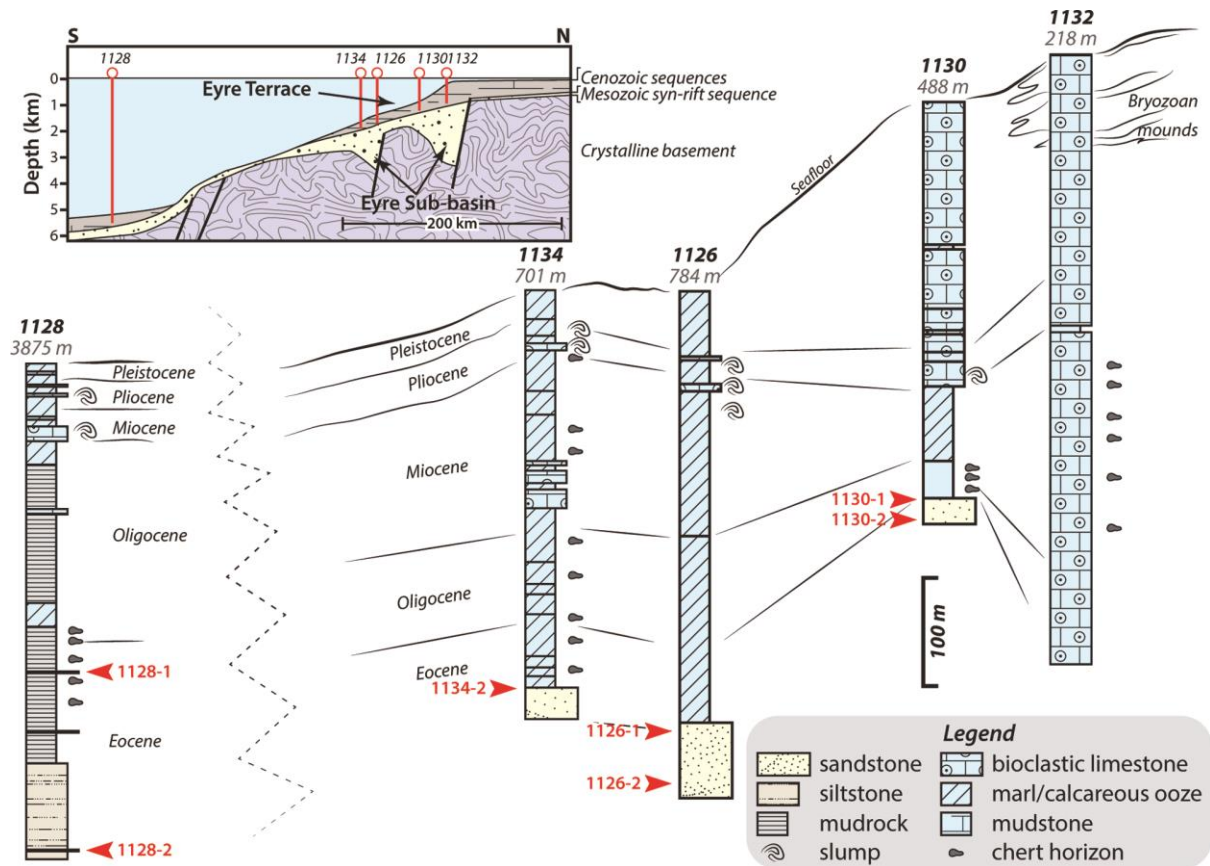 S
N
1128
1134
1126
1130
1132
0
1
2
3
4
5
6
Depth (km)
Eyre Terrace
Cenozoic sequences
Mesozoic syn-rift sequence
Crystalline basement
Eyre Sub-basin
200 km
1132
218 m
1130
488 m
Bryozoan
mounds
Seafloor
1134
701 m
1126
784 m
1128
3875 m
Pleistocene
Pliocene
Miocene
Oligocene
Eocene
Pleistocene
Pliocene
Miocene
Oligocene
Eocene
1128-1
1128-2
1134-2
1126-1
1126-2
1130-1
1130-2
100 m
Legend
sandstone
bioclastic limestone
siltstone
marl/calcareous ooze
mudrock
mudstone
slump
chert horizon